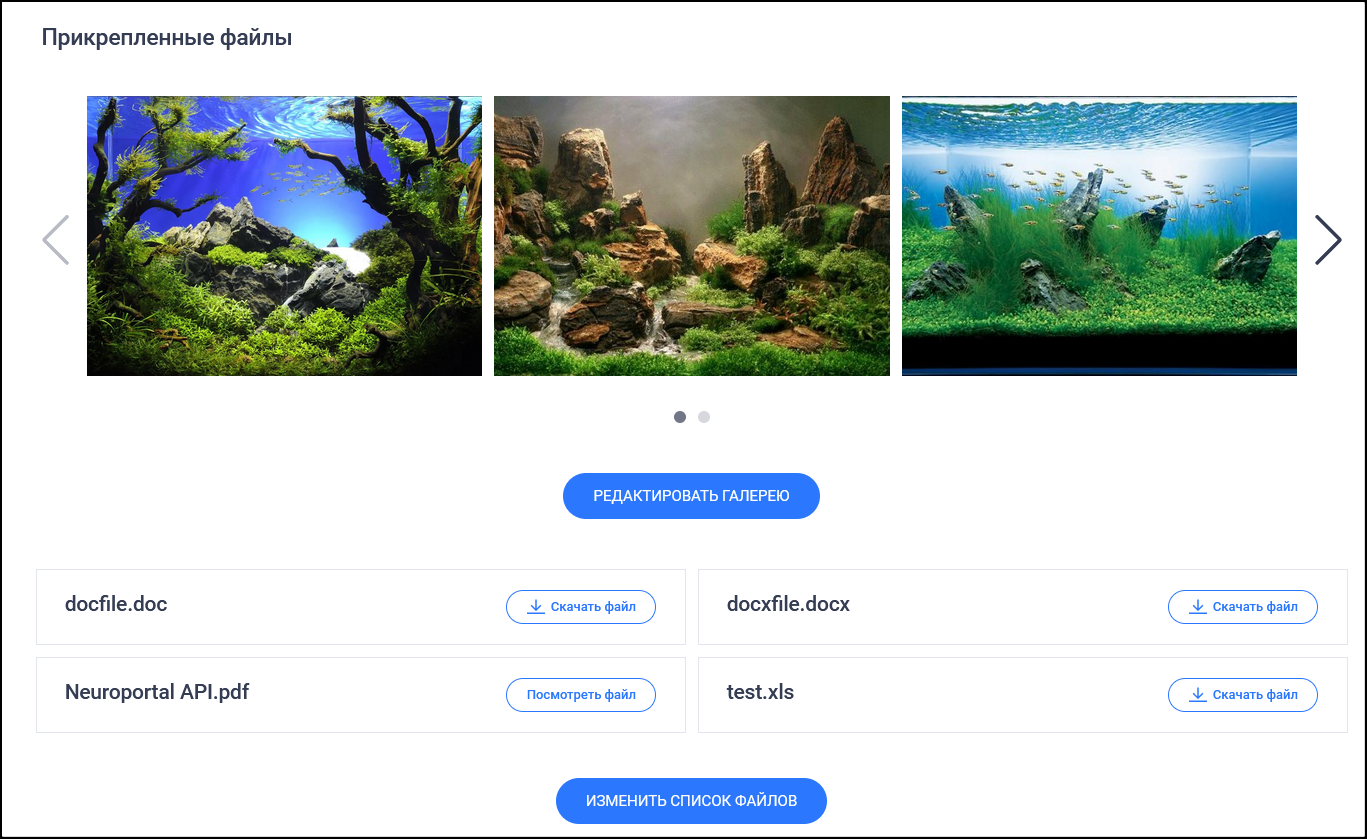 Прикрепленные файлы
РЕДАКТИРОВАТЬ ГАЛЕРЕЮ
docfile.doc
Скачать файл
docxfile.docx
Скачать файл
Neuroportal API.pdf
Посмотреть файл
test.xls
Скачать файл
ИЗМЕНИТЬ СПИСОК ФАЙЛОВ